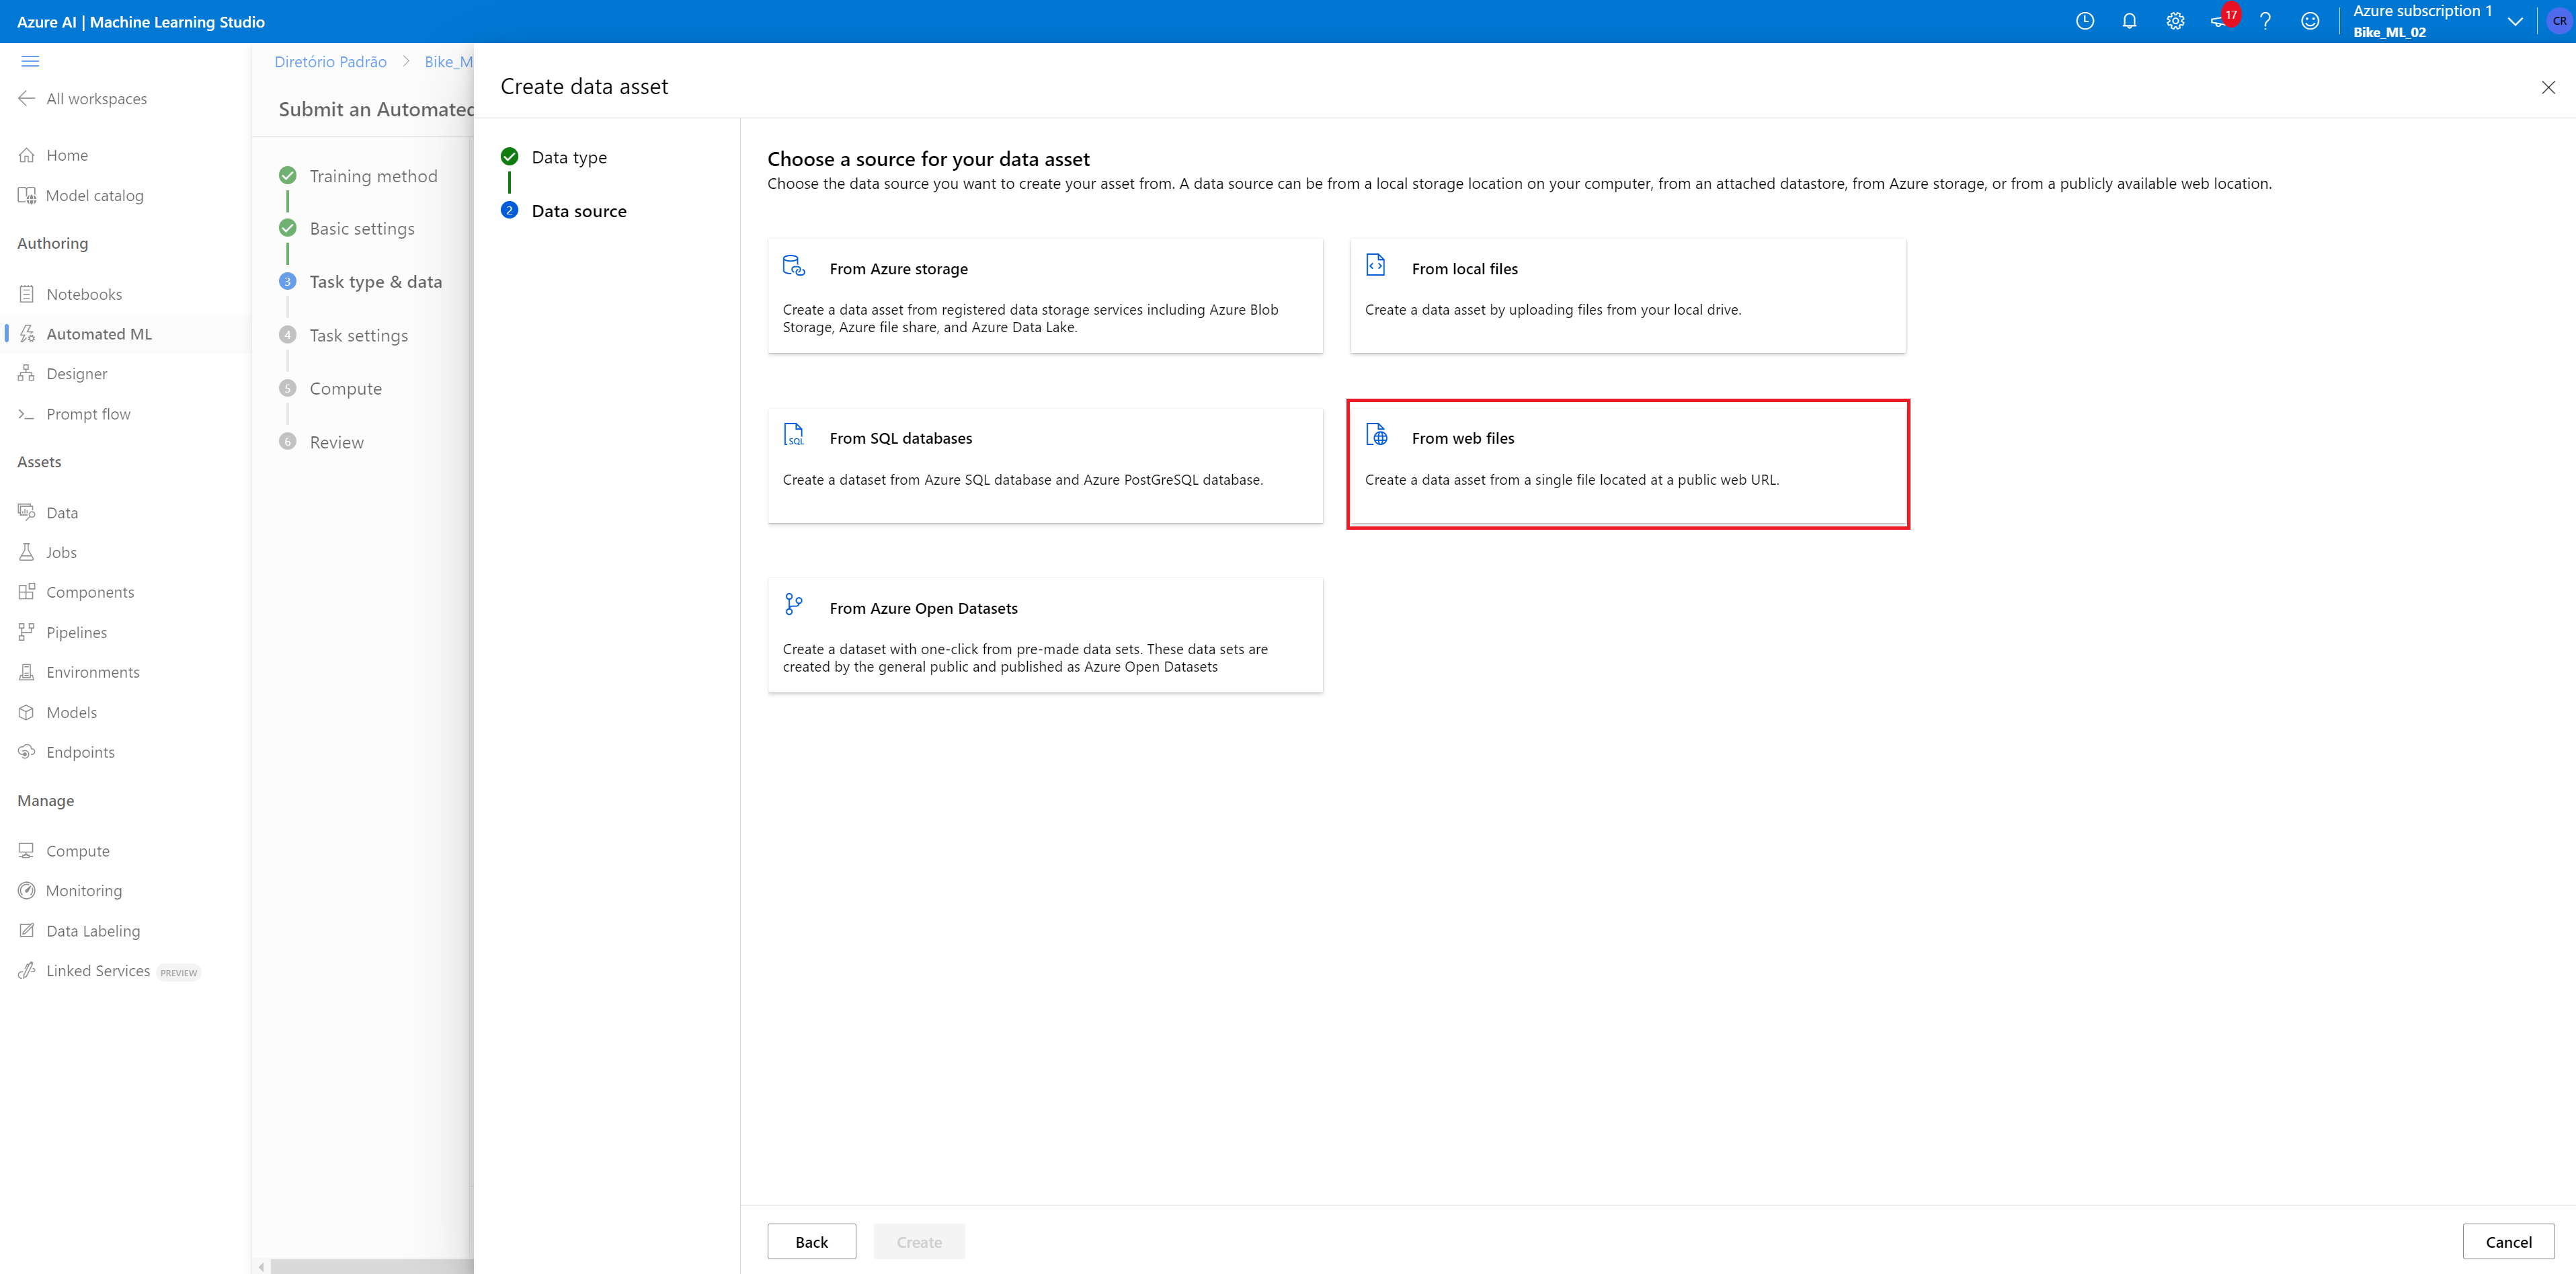 Azure AI | Machine Learning Studio
17
Azure subscription 1
Bike_ML_02
CR
All workspaces
Home
Model catalog
Authoring
Notebooks
Automated ML
Designer
Prompt flow
Assets
Data
Jobs
Components
Pipelines
Environments
Models
Endpoints
Manage
Compute
Monitoring
Data Labeling
Linked Services PREVIEW
Diretório Padrão > Bike_M
Submit an Automated
Training method
Basic settings
3 Task type & data
4 Task settings
5 Compute
6 Review
Create data asset
Data type
2 Data source
Choose a source for your data asset
Choose the data source you want to create your asset from. A data source can be from a local storage location on your computer, from an attached datastore, from Azure storage, or from a publicly available web location.
From Azure storage
Create a data asset from registered data storage services including Azure Blob
Storage, Azure file share, and Azure Data Lake.
From local files
Create a data asset by uploading files from your local drive.
SQL
From SQL databases
Create a dataset from Azure SQL database and Azure PostGreSQL database.
From web files
Create a data asset from a single file located at a public web URL.
From Azure Open Datasets
Create a dataset with one-click from pre-made data sets. These data sets are
created by the general public and published as Azure Open Datasets
Back
Create
Cancel